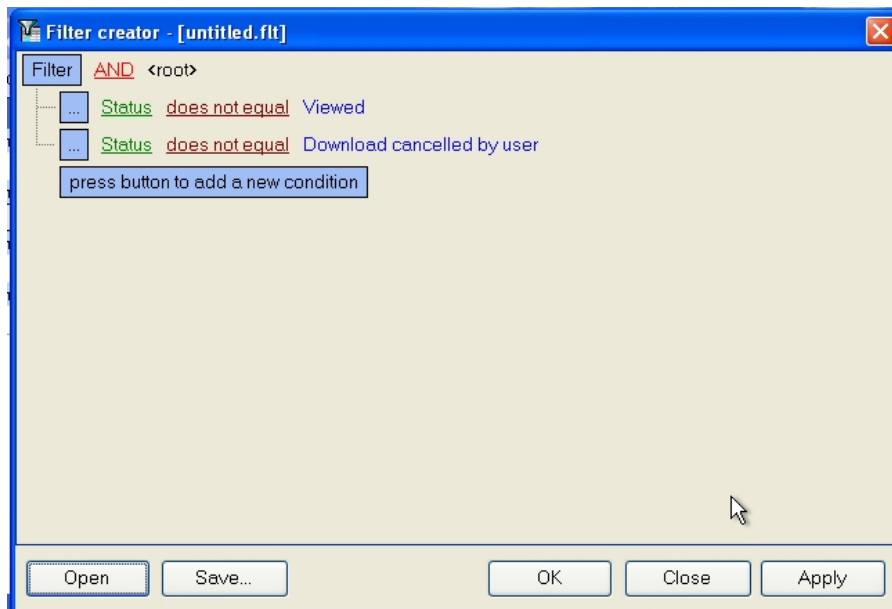 Filter creator - [untitled.flt]
Filter AND <root>
... Status does not equal Viewed
... Status does not equal Download cancelled by user
press button to add a new condition
Open Save... OK Close Apply